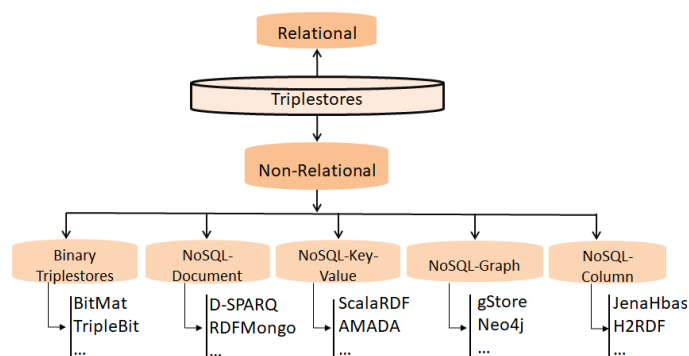 Relational
Triplestores
Non-Relational
Binary
Triplestores
NoSQL-
Document
NoSQL-Key-
Value
NoSQL-Graph
NoSQL-
Column
BitMat
TripleBit
...
D-SPARQ
RDFMongo
...
ScalaRDF
AMADA
...
gStore
Neo4j
...
JenaHbas
H2RDF
...